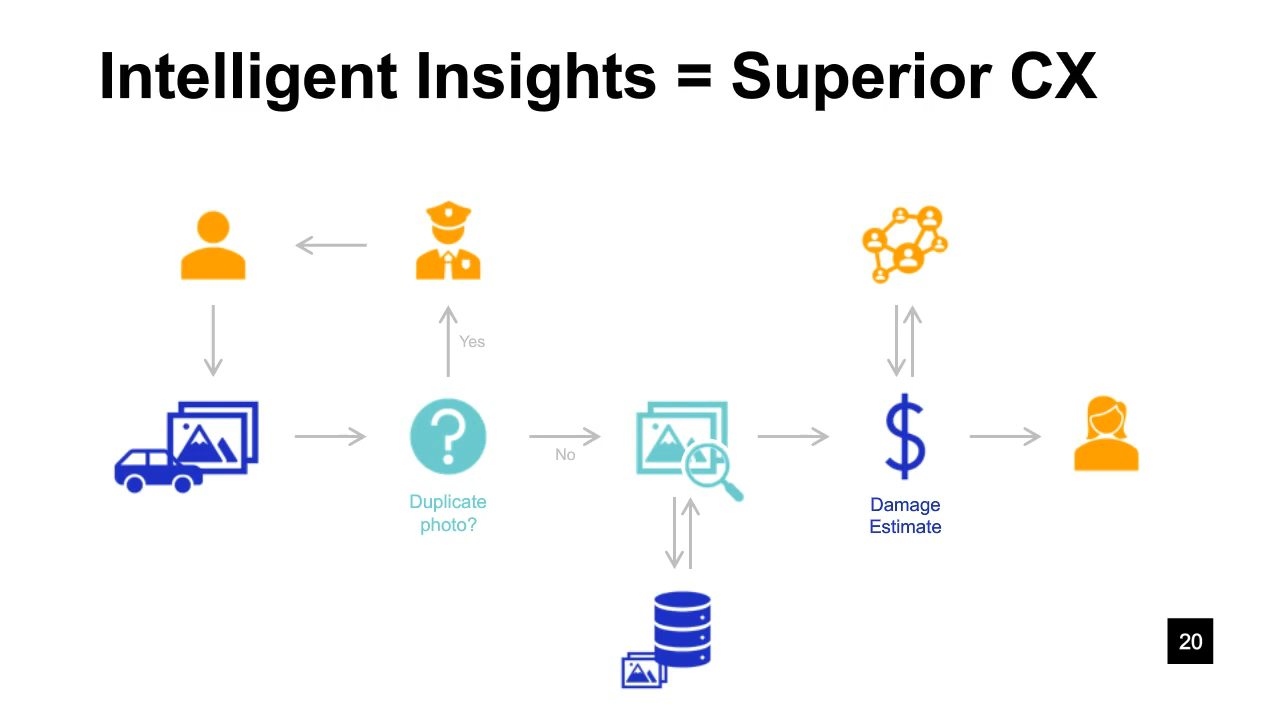 Intelligent Insights = Superior CX
Yes
No
Duplicate
photo?
Damage
Estimate
20